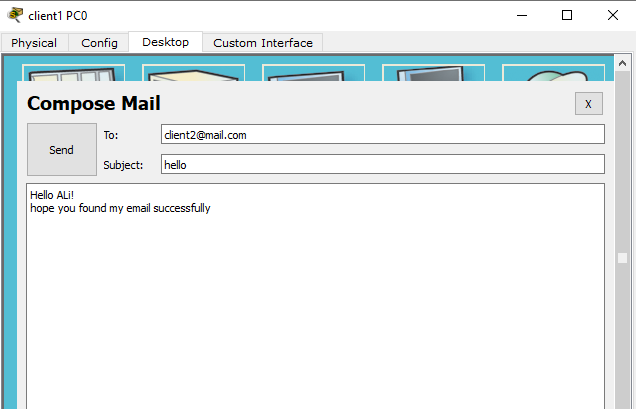 client1 PC0
Physical Config Desktop Custom Interface
Compose Mail X
Send
To: client2@mail.com
Subject: hello
Hello ALi!
hope you found my email successfully